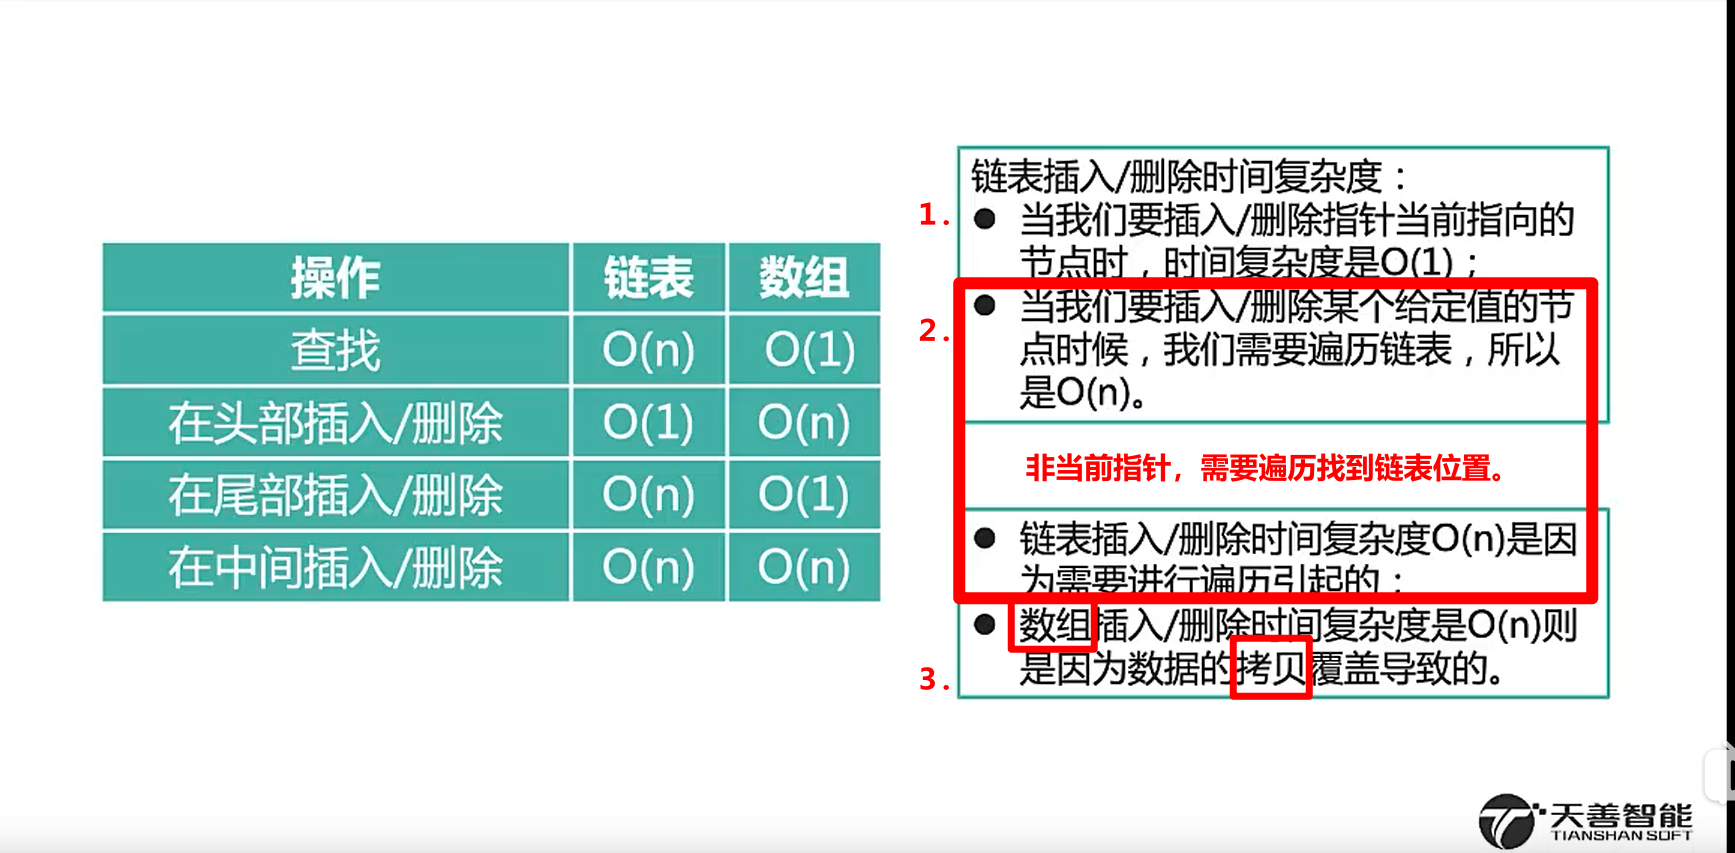 操作 链表 数组
查找 O(n) O(1)
在头部插入/删除 O(1) O(n)
在尾部插入/删除 O(n) O(1)
在中间插入/删除 O(n) O(n)
链表插入/删除时间复杂度：
1. ● 当我们要插入/删除指针当前指向的
节点时，时间复杂度是O(1)；
2. ● 当我们要插入/删除某个给定值的节
点时候，我们需要遍历链表，所以
是O(n)。
非当前指针，需要遍历找到链表位置。
● 链表插入/删除时间复杂度O(n)是因
为需要进行遍历引起的；
● 数组插入/删除时间复杂度是O(n)则
3. 是因为数据的拷贝覆盖导致的。
天善智能
TIANSHAN SOFT